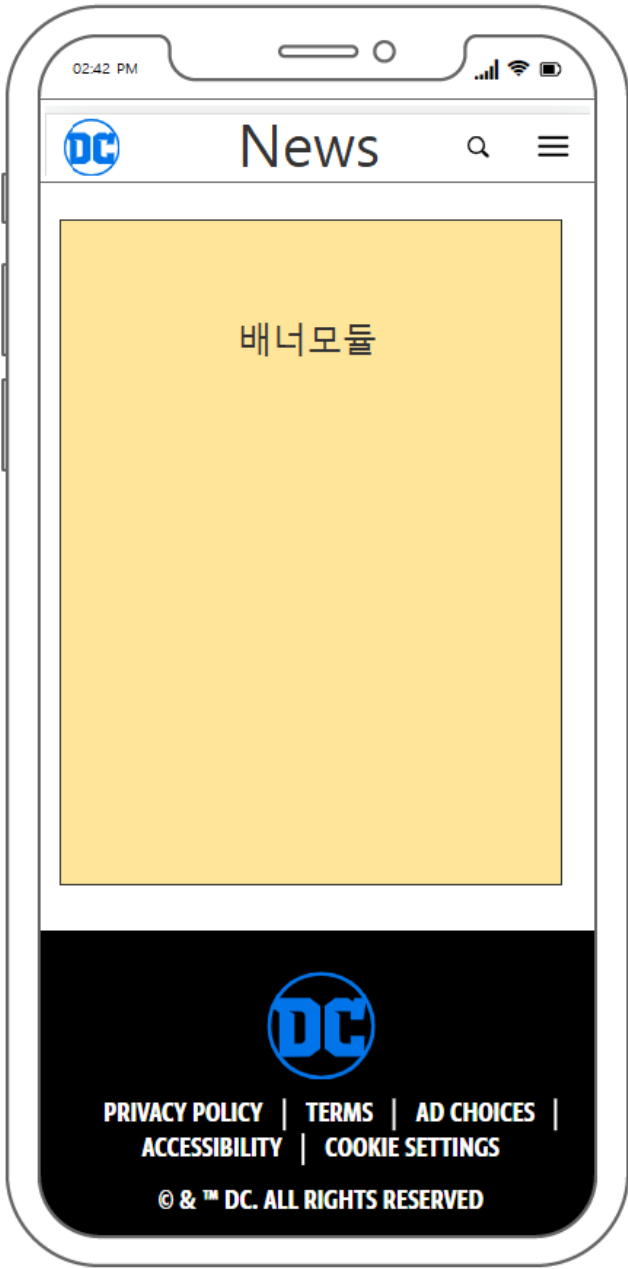 02:42 PM
DC News
배너모듈
DC
PRIVACY POLICY | TERMS | AD CHOICES |
ACCESSIBILITY | COOKIE SETTINGS
© & ™ DC. ALL RIGHTS RESERVED